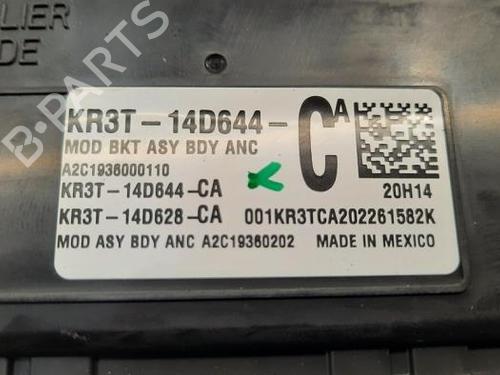 LIER
DE
B-PARTS
KR3T-14D644-CA
MOD BKT ASY BDY ANC
A2C1936000110
KR3T-14D644-CA
20H14
KR3T-14D628-CA 001KR3TCA202261582K
MOD ASY BDY ANC A2C19360202 MADE IN MEXICO